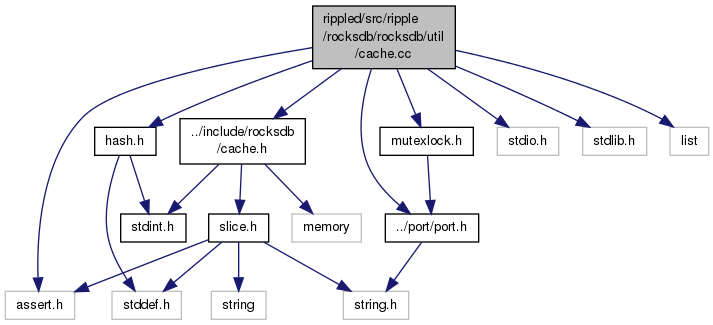 rippled/src/ripple
/rocksdb/rocksdb/util
/cache.cc
hash.h
../include/rocksdb
/cache.h
mutexlock.h
stdio.h
stdlib.h
list
stdint.h
slice.h
memory
../port/port.h
assert.h
stddef.h
string
string.h